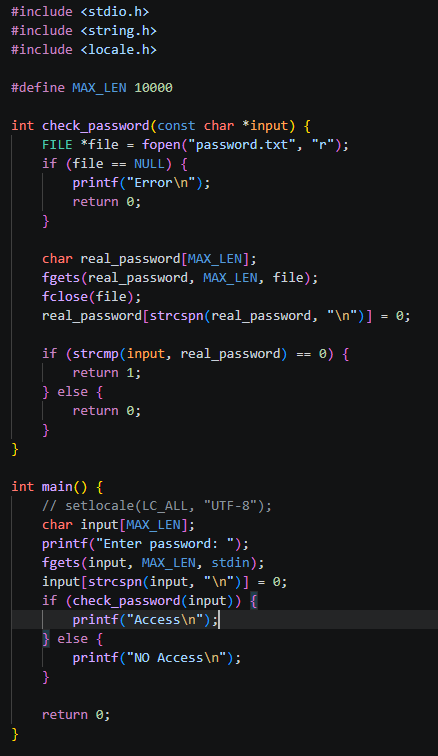 #include <stdio.h>
#include <string.h>
#include <locale.h>

#define MAX_LEN 10000

int check_password(const char *input) {
    FILE *file = fopen("password.txt", "r");
    if (file == NULL) {
        printf("Error\n");
        return 0;
    }

    char real_password[MAX_LEN];
    fgets(real_password, MAX_LEN, file);
    fclose(file);
    real_password[strcspn(real_password, "\n")] = 0;

    if (strcmp(input, real_password) == 0) {
        return 1;
    } else {
        return 0;
    }
}

int main() {
    // setlocale(LC_ALL, "UTF-8");
    char input[MAX_LEN];
    printf("Enter password: ");
    fgets(input, MAX_LEN, stdin);
    input[strcspn(input, "\n")] = 0;
    if (check_password(input)) {
        printf("Access\n");
    } else {
        printf("NO Access\n");
    }

    return 0;
}